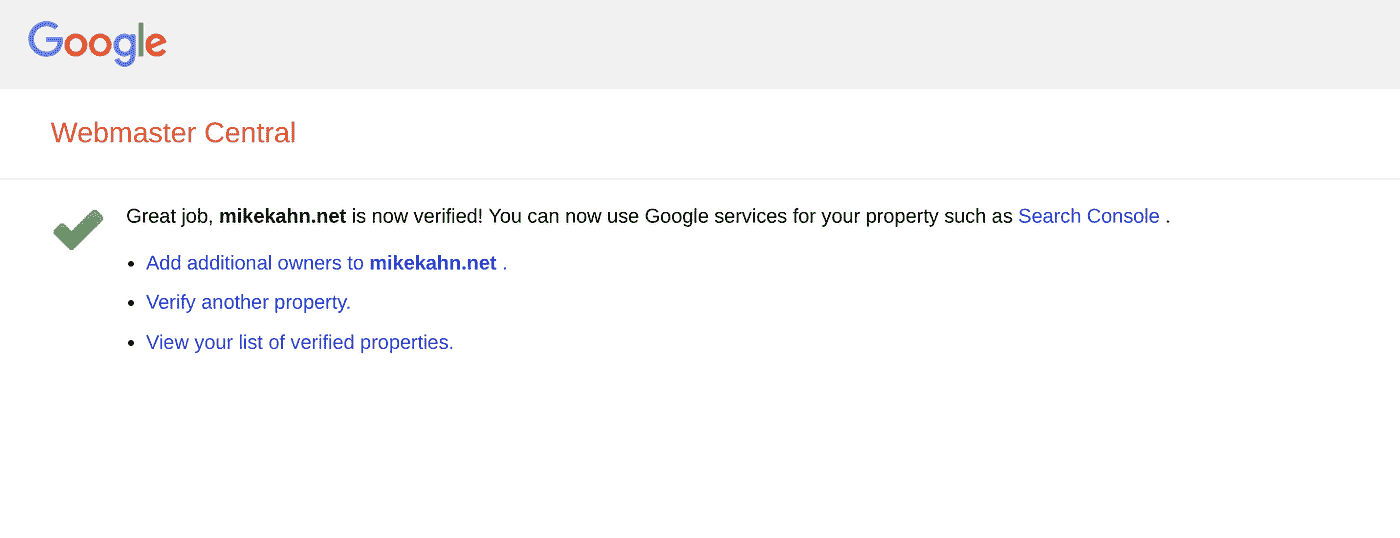 Google
Webmaster Central
Great job, mikekahn.net is now verified! You can now use Google services for your property such as Search Console .
Add additional owners to mikekahn.net .
Verify another property.
View your list of verified properties.